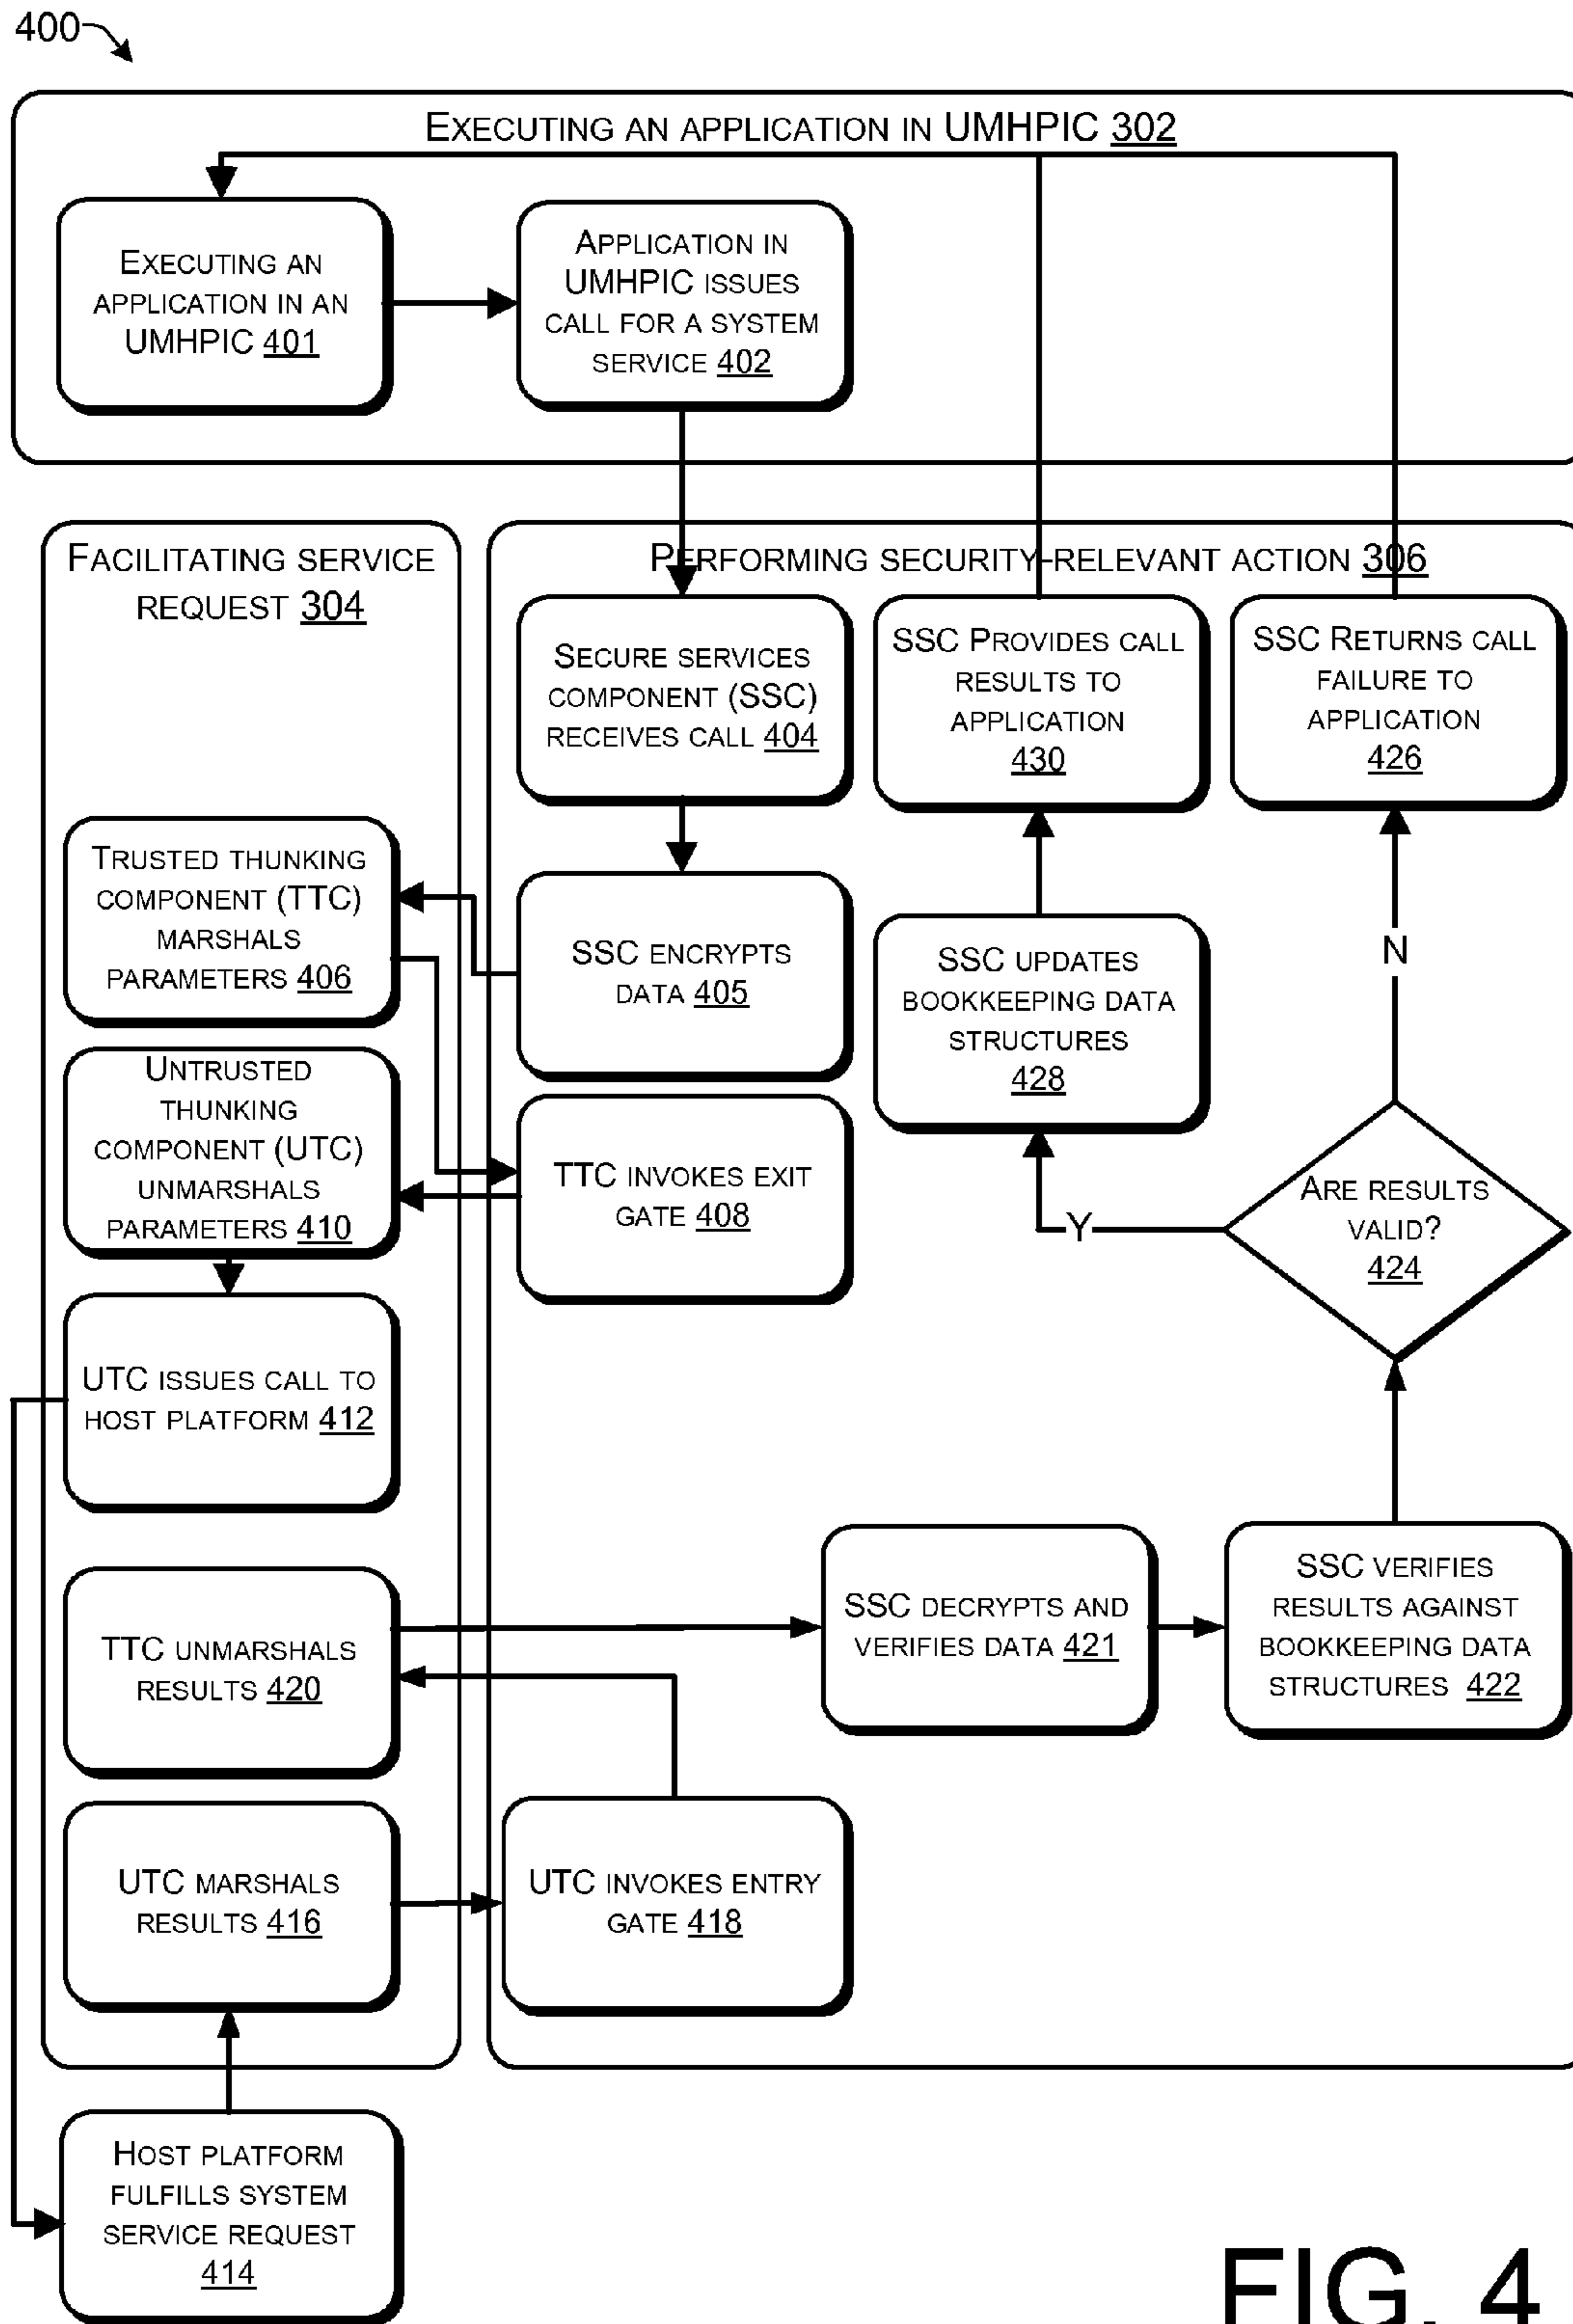 400
EXECUTING AN APPLICATION IN UMHPIC 302
EXECUTING AN
APPLICATION IN AN
UMHPIC 401
APPLICATION IN
UMHPIC ISSUES
CALL FOR A SYSTEM
SERVICE 402
FACILITATING SERVICE
REQUEST 304
PERFORMING SECURITY-RELEVANT ACTION 306
SECURE SERVICES
COMPONENT (SSC)
RECEIVES CALL 404
SSC PROVIDES CALL
RESULTS TO
APPLICATION
430
SSC RETURNS CALL
FAILURE TO
APPLICATION
426
TRUSTED THUNKING
COMPONENT (TTC)
MARSHALS
PARAMETERS 406
SSC ENCRYPTS
DATA 405
SSC UPDATES
BOOKKEEPING DATA
STRUCTURES
428
N
UNTRUSTED
THUNKING
COMPONENT (UTC)
UNMARSHALS
PARAMETERS 410
TTC INVOKES EXIT
GATE 408
Y
ARE RESULTS
VALID?
424
UTC ISSUES CALL TO
HOST PLATFORM 412
TTC UNMARSHALS
RESULTS 420
SSC DECRYPTS AND
VERIFIES DATA 421
SSC VERIFIES
RESULTS AGAINST
BOOKKEEPING DATA
STRUCTURES 422
UTC MARSHALS
RESULTS 416
UTC INVOKES ENTRY
GATE 418
HOST PLATFORM
FULFILLS SYSTEM
SERVICE REQUEST
414
FIG. 4